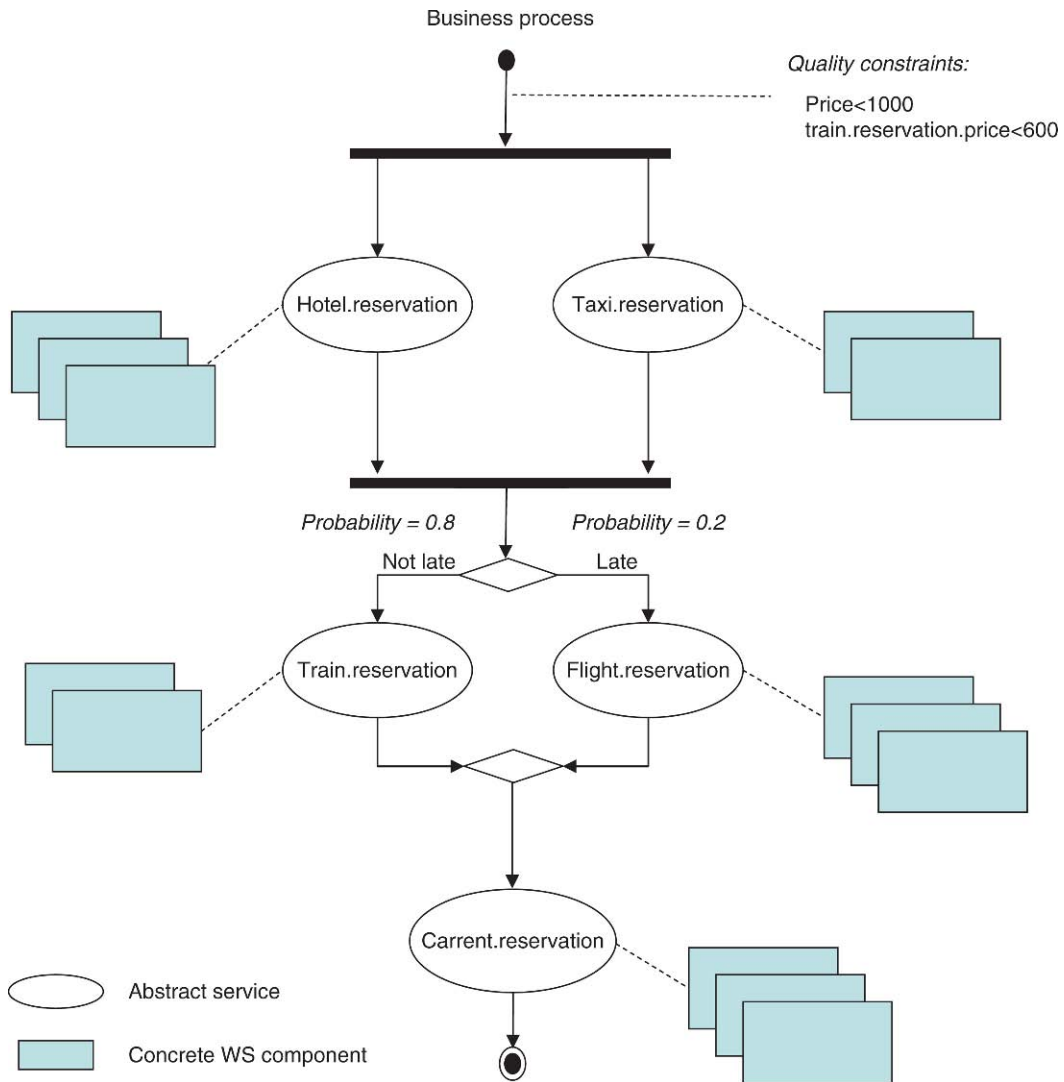 Business process
Quality constraints:
Price<1000
train.reservation.price<600
Hotel.reservation
Taxi.reservation
Probability = 0.8
Probability = 0.2
Not late
Late
Train.reservation
Flight.reservation
Carrent.reservation
Abstract service
Concrete WS component